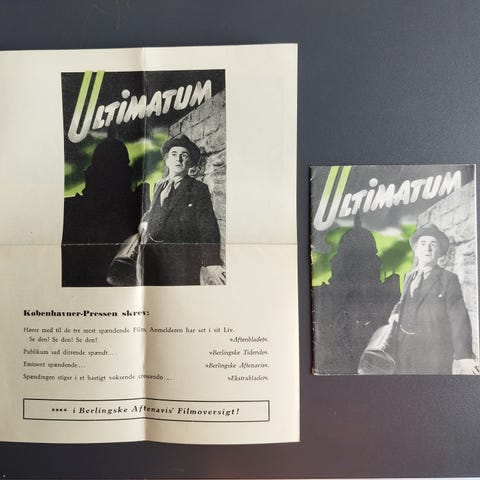 ULTIMATUM
Københavner-Pressen skrev:
Hører med til de tre mest spændende Film, Anmelderen har set i sit Liv.
Se den! Se den! Se den! »Aftenbladet«.
Publikum sad dirrende spændt... »Berlingske Tidende«.
Eminent spændende... »Berlingske Aftenavis«.
Spændingen stiger i et hastigt voksende crescendo... »Ekstrabladet«.
**** i Berlingske Aftenavis' Filmoversigt!
ULTIMATUM